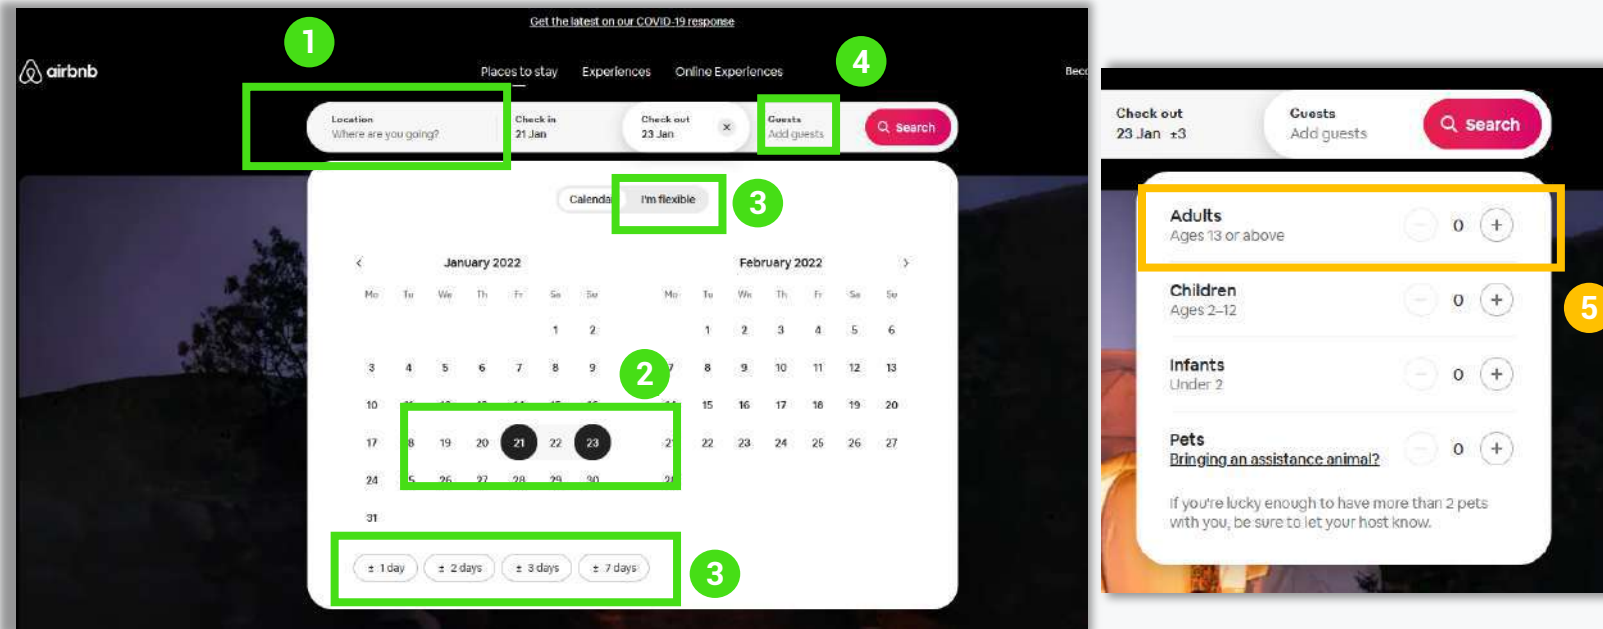 Get the latest on our COVID-19 response
1
4
airbnb
Places to stay Experiences Online Experiences
Location
Where are you going?
Check in
21 Jan
Check out
23 Jan
Guests
Add guests
Search
I'm flexible
3
January 2022
February 2022
Mo Tu We Th Fr Sa Su
Mo Tu We Th Fr Sa Su
1 2
1 2 3 4 5 6
3 4 5 6 7 8 9
2
7 8 9 10 11 12 13
10
15 16 17 18 19 20
17 8 19 20 21 22 23
22 23 24 25 26 27
24 26 27 28 29 30
31
± 1 day ± 2 days ± 3 days ± 7 days
3
Check out
23 Jan ±3
Guests
Add guests
Search
Adults
Ages 13 or above
0
Children
Ages 2–12
0
5
Infants
Under 2
0
Pets
Bringing an assistance animal?
0
If you're lucky enough to have more than 2 pets
with you, be sure to let your host know.